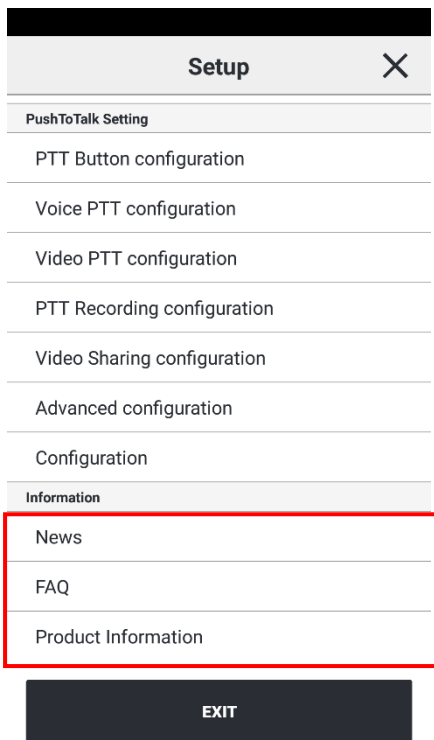 Setup
PushToTalk Setting
PTT Button configuration
Voice PTT configuration
Video PTT configuration
PTT Recording configuration
Video Sharing configuration
Advanced configuration
Configuration
Information
News
FAQ
Product Information
EXIT